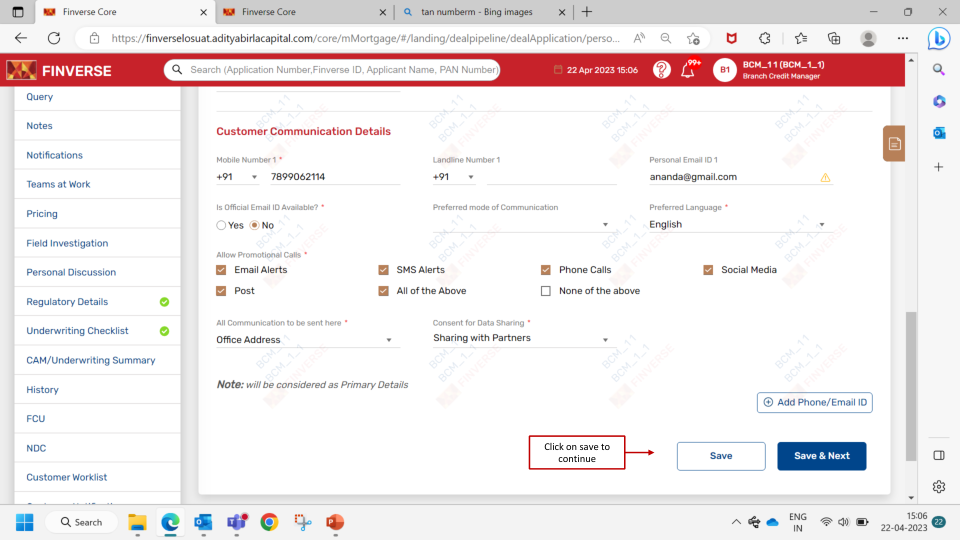 Finverse Core
Finverse Core
tan numberm - Bing images
https://finverselosuat.adityabirlacapital.com/core/mMortgage/#/landing/dealpipeline/dealApplication/perso...
FINVERSE
Search (Application Number,Finverse ID, Applicant Name, PAN Number)
22 Apr 2023 15:06
99+
B1
BCM_1 1 (BCM_1_1)
Branch Credit Manager
Query
Notes
Notifications
Teams at Work
Pricing
Field Investigation
Personal Discussion
Regulatory Details
Underwriting Checklist
CAM/Underwriting Summary
History
FCU
NDC
Customer Worklist
Customer Communication Details
Mobile Number 1 *
Landline Number 1
Personal Email ID 1
+91 7899062114
+91
ananda@gmail.com
Is Official Email ID Available? *
Preferred mode of Communication
Preferred Language *
Yes No
English
Allow Promotional Calls *
Email Alerts
SMS Alerts
Phone Calls
Social Media
Post
All of the Above
None of the above
All Communication to be sent here *
Consent for Data Sharing *
Office Address
Sharing with Partners
Note: will be considered as Primary Details
Add Phone/Email ID
Click on save to
continue
Save
Save & Next
BCM_1 1
BCM_1_1
FINVERSE
Search
ENG
IN
15:06
22-04-2023
22